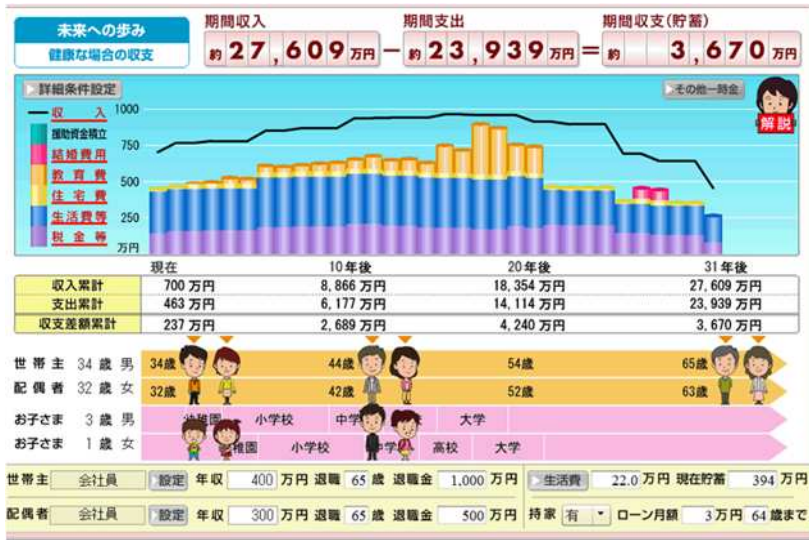 未来への歩み
健康な場合の収支
期間収入
約 27,609 万円
－
期間支出
約 23,939 万円
＝
期間収支(貯蓄)
約 3,670 万円
詳細条件設定
その他一時金
解説
収 入
援助資金積立
結婚費用
教 育 費
住 宅 費
生活費等
税 金 等
1000
750
500
250
万円
現在 10年後 20年後 31年後
収入累計 700 万円 8,866 万円 18,354 万円 27,609 万円
支出累計 463 万円 6,177 万円 14,114 万円 23,939 万円
収支差額累計 237 万円 2,689 万円 4,240 万円 3,670 万円
世 帯 主 34 歳 男 34歳 44歳 54歳 65歳
配 偶 者 32 歳 女 32歳 42歳 52歳 63歳
お子さま 3 歳 男 幼稚園 小学校 中学 大学
お子さま 1 歳 女 稚園 小学校 中学 高校 大学
世帯主 会社員 設定 年収 400 万円 退職 65 歳 退職金 1,000 万円
生活費 22.0 万円 現在貯蓄 394 万円
配偶者 会社員 設定 年収 300 万円 退職 65 歳 退職金 500 万円
持家 有 ローン月額 3 万円 64 歳まで